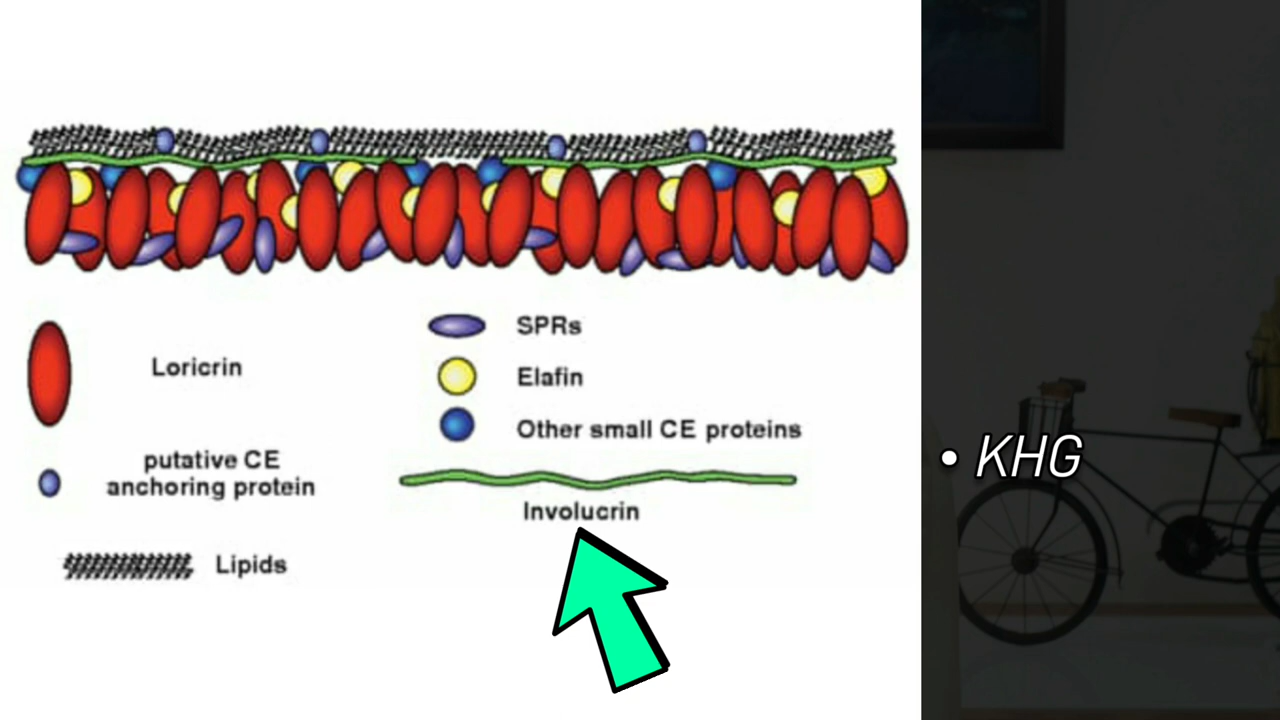 Loricrin
putative CE
anchoring protein
Lipids
SPRs
Elafin
Other small CE proteins
Involucrin
• KHG